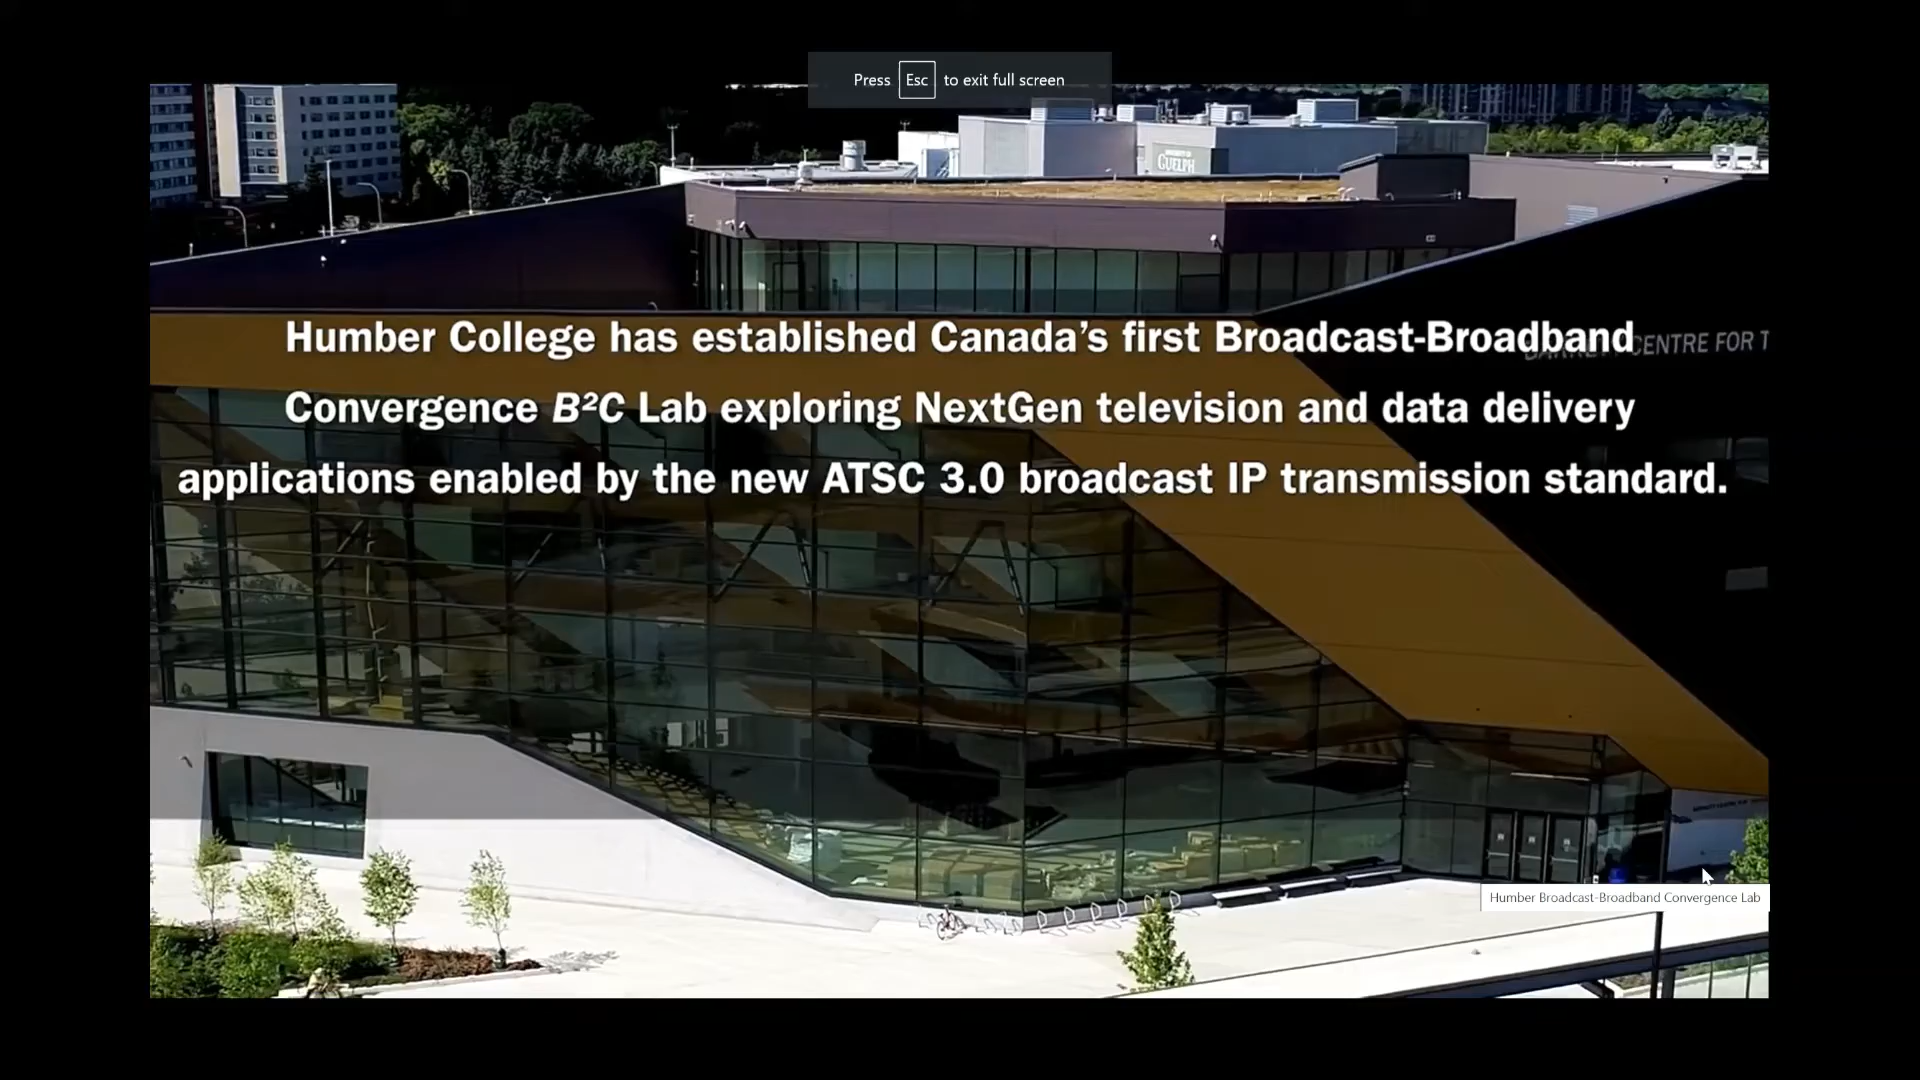 Press Esc to exit full screen
GUELPH
Humber College has established Canada's first Broadcast-Broadband
CENTRE FOR T
Convergence B²C Lab exploring NextGen television and data delivery
applications enabled by the new ATSC 3.0 broadcast IP transmission standard.
Humber Broadcast-Broadband Convergence Lab